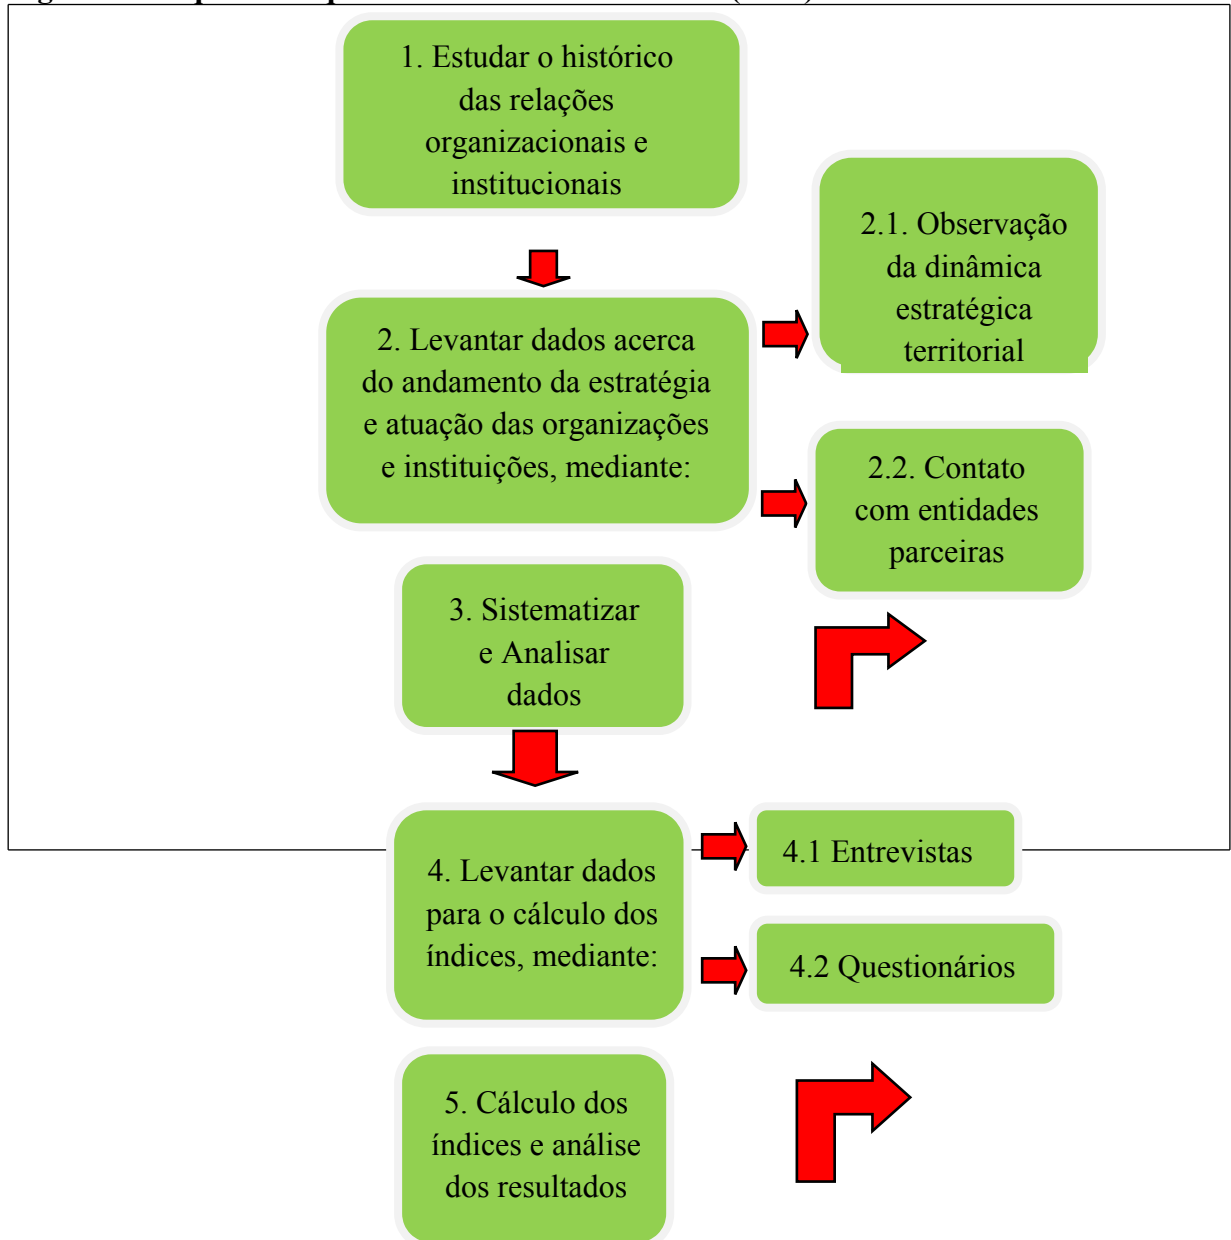 1. Estudar o histórico
das relações
organizacionais e
institucionais
2. Levantar dados acerca
do andamento da estratégia
e atuação das organizações
e instituições, mediante:
2.1. Observação
da dinâmica
estratégica
territorial
2.2. Contato
com entidades
parceiras
3. Sistematizar
e Analisar
dados
4. Levantar dados
para o cálculo dos
índices, mediante:
4.1 Entrevistas
4.2 Questionários
5. Cálculo dos
índices e análise
dos resultados